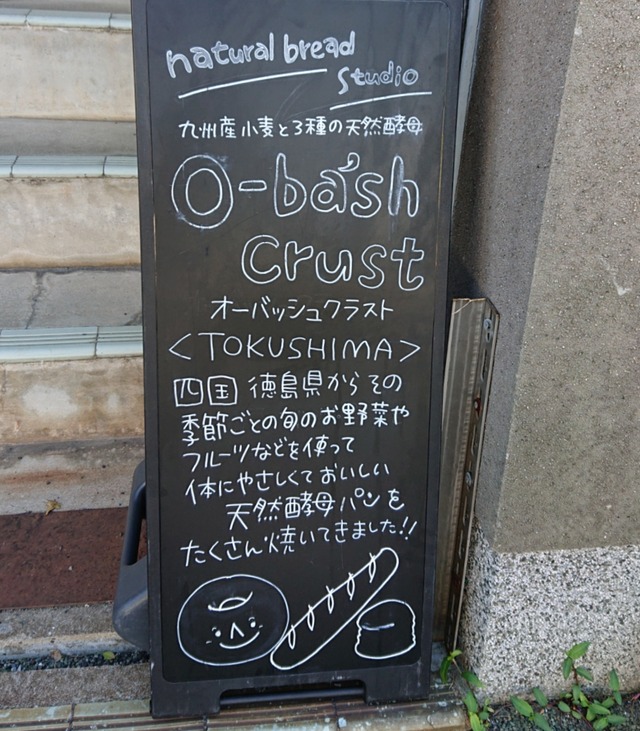 natural bread
studio
九州産小麦と3種の天然酵母
O-ba'sh
crust
オーバッシュクラスト
<TOKUSHIMA>
四国 徳島県からその
季節ごとの旬のお野菜や
フルーツなどを使って
体にやさしくておいしい
天然酵母パンを
たくさん焼いてきました!!